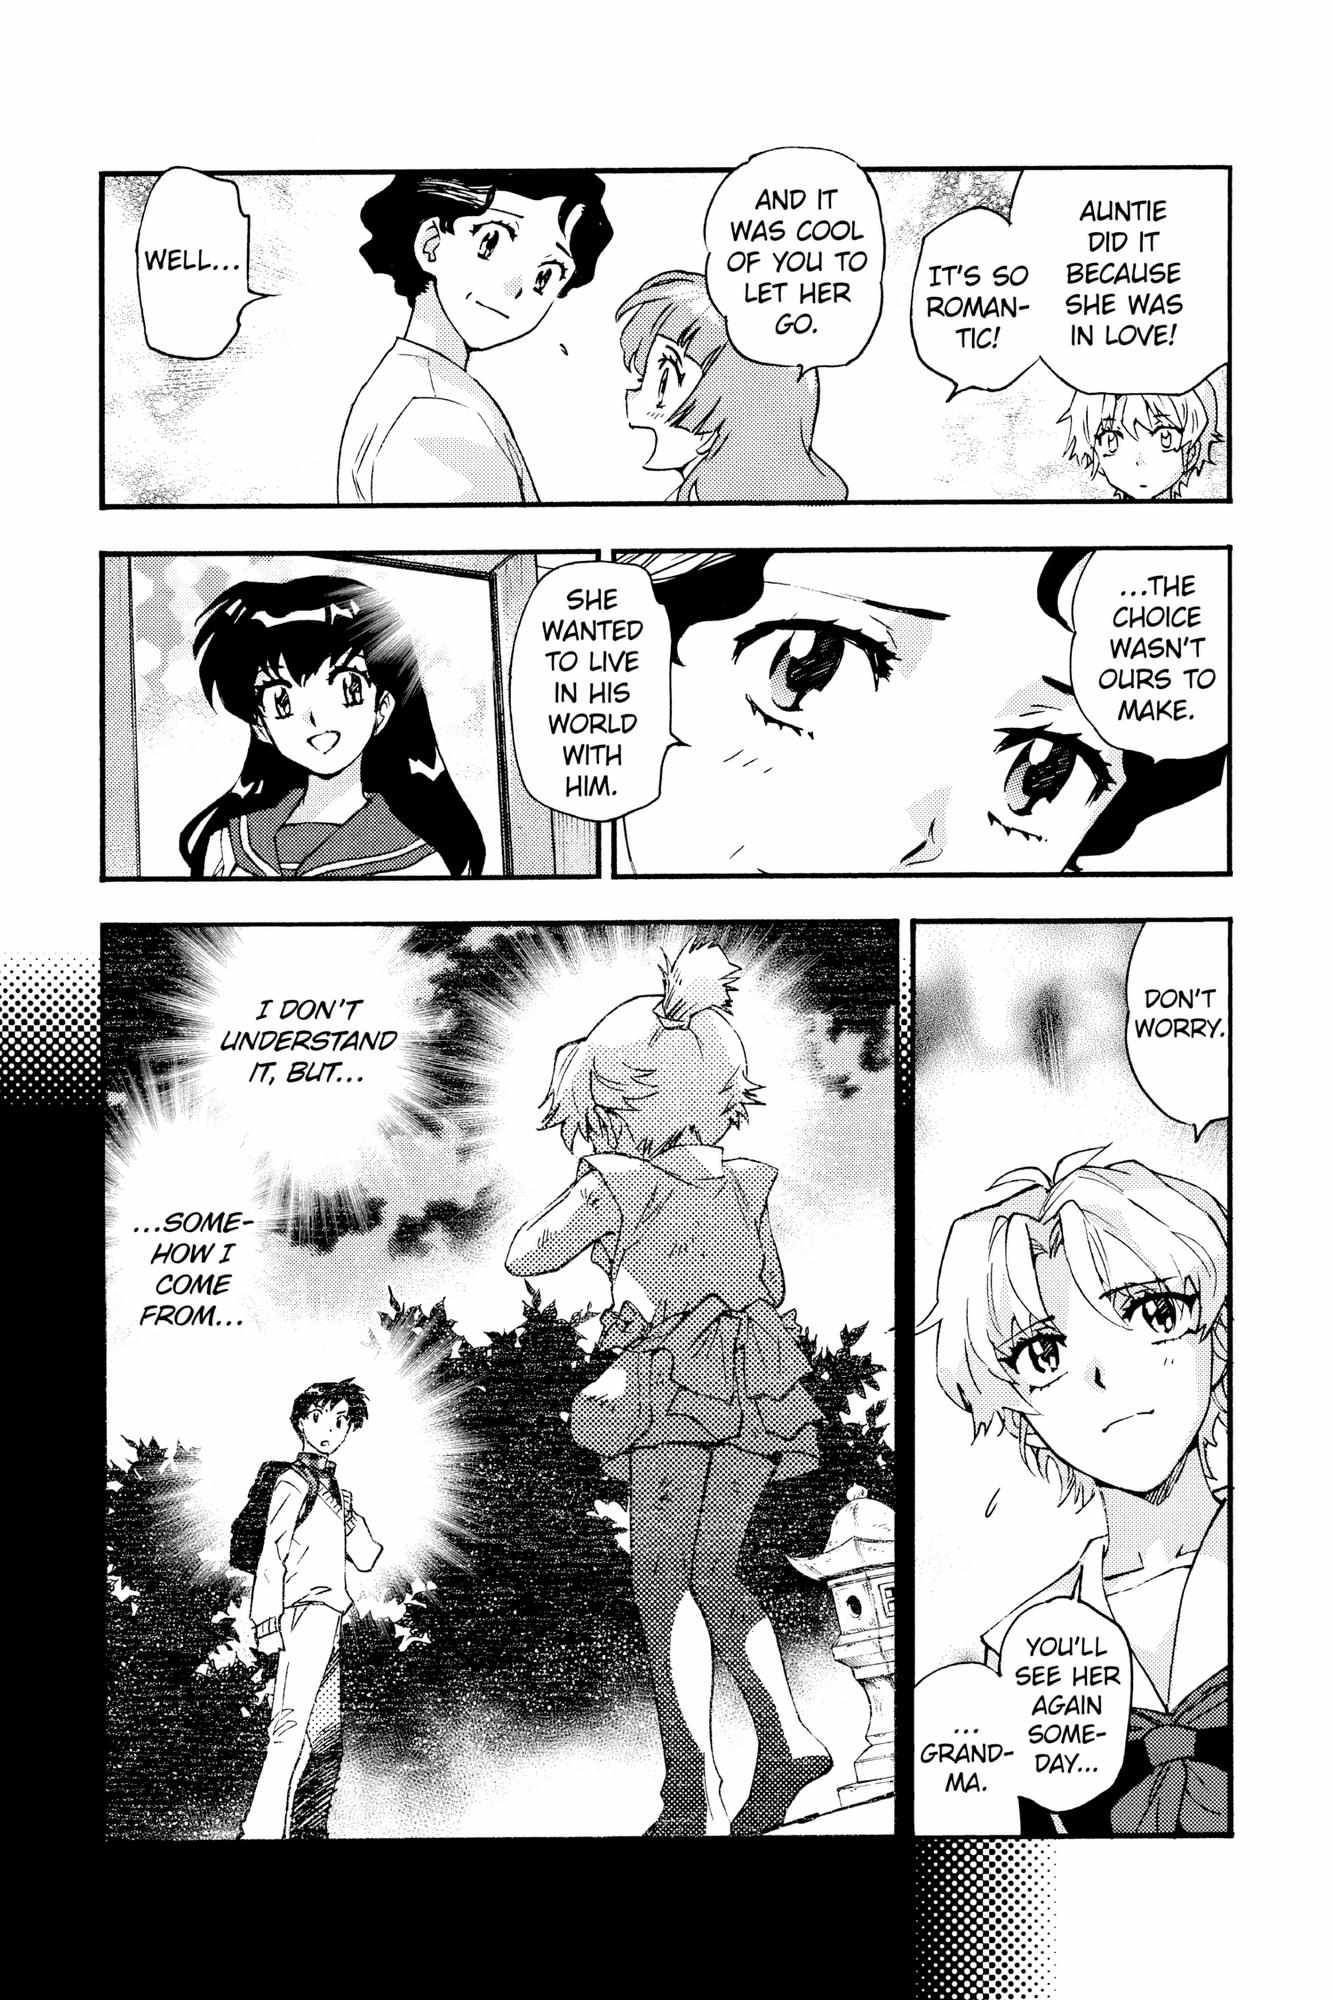 AUNTIE
DID IT
BECAUSE
SHE WAS
IN LOVE!
IT'S SO
ROMAN-
TIC!
AND IT
WAS COOL
OF YOU TO
LET HER
GO.
WELL...
...THE
CHOICE
WASN'T
OURS TO
MAKE.
SHE
WANTED
TO LIVE
IN HIS
WORLD
WITH
HIM.
DON'T
WORRY.
YOU'LL
SEE HER
AGAIN
SOME-
DAY...
...
GRAND-
MA.
I DON'T
UNDERSTAND
IT, BUT...
...SOME-
HOW I
COME
FROM...